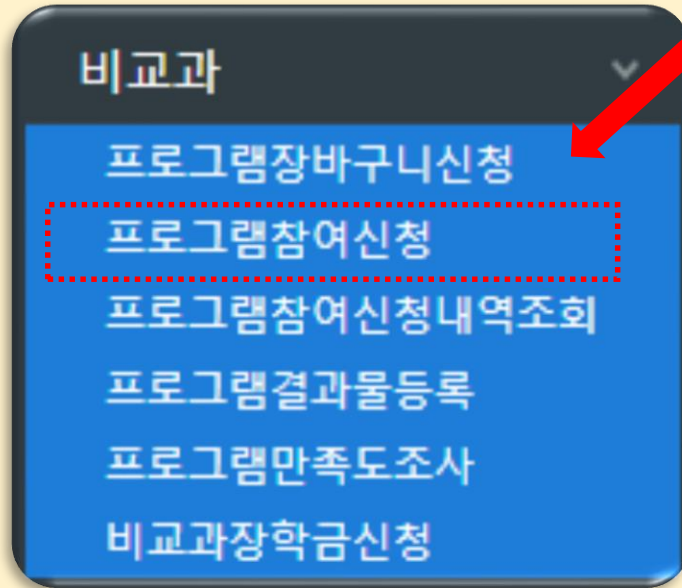 비교과
프로그램장바구니신청
프로그램참여신청
프로그램참여신청내역조회
프로그램결과물등록
프로그램만족도조사
비교과장학금신청